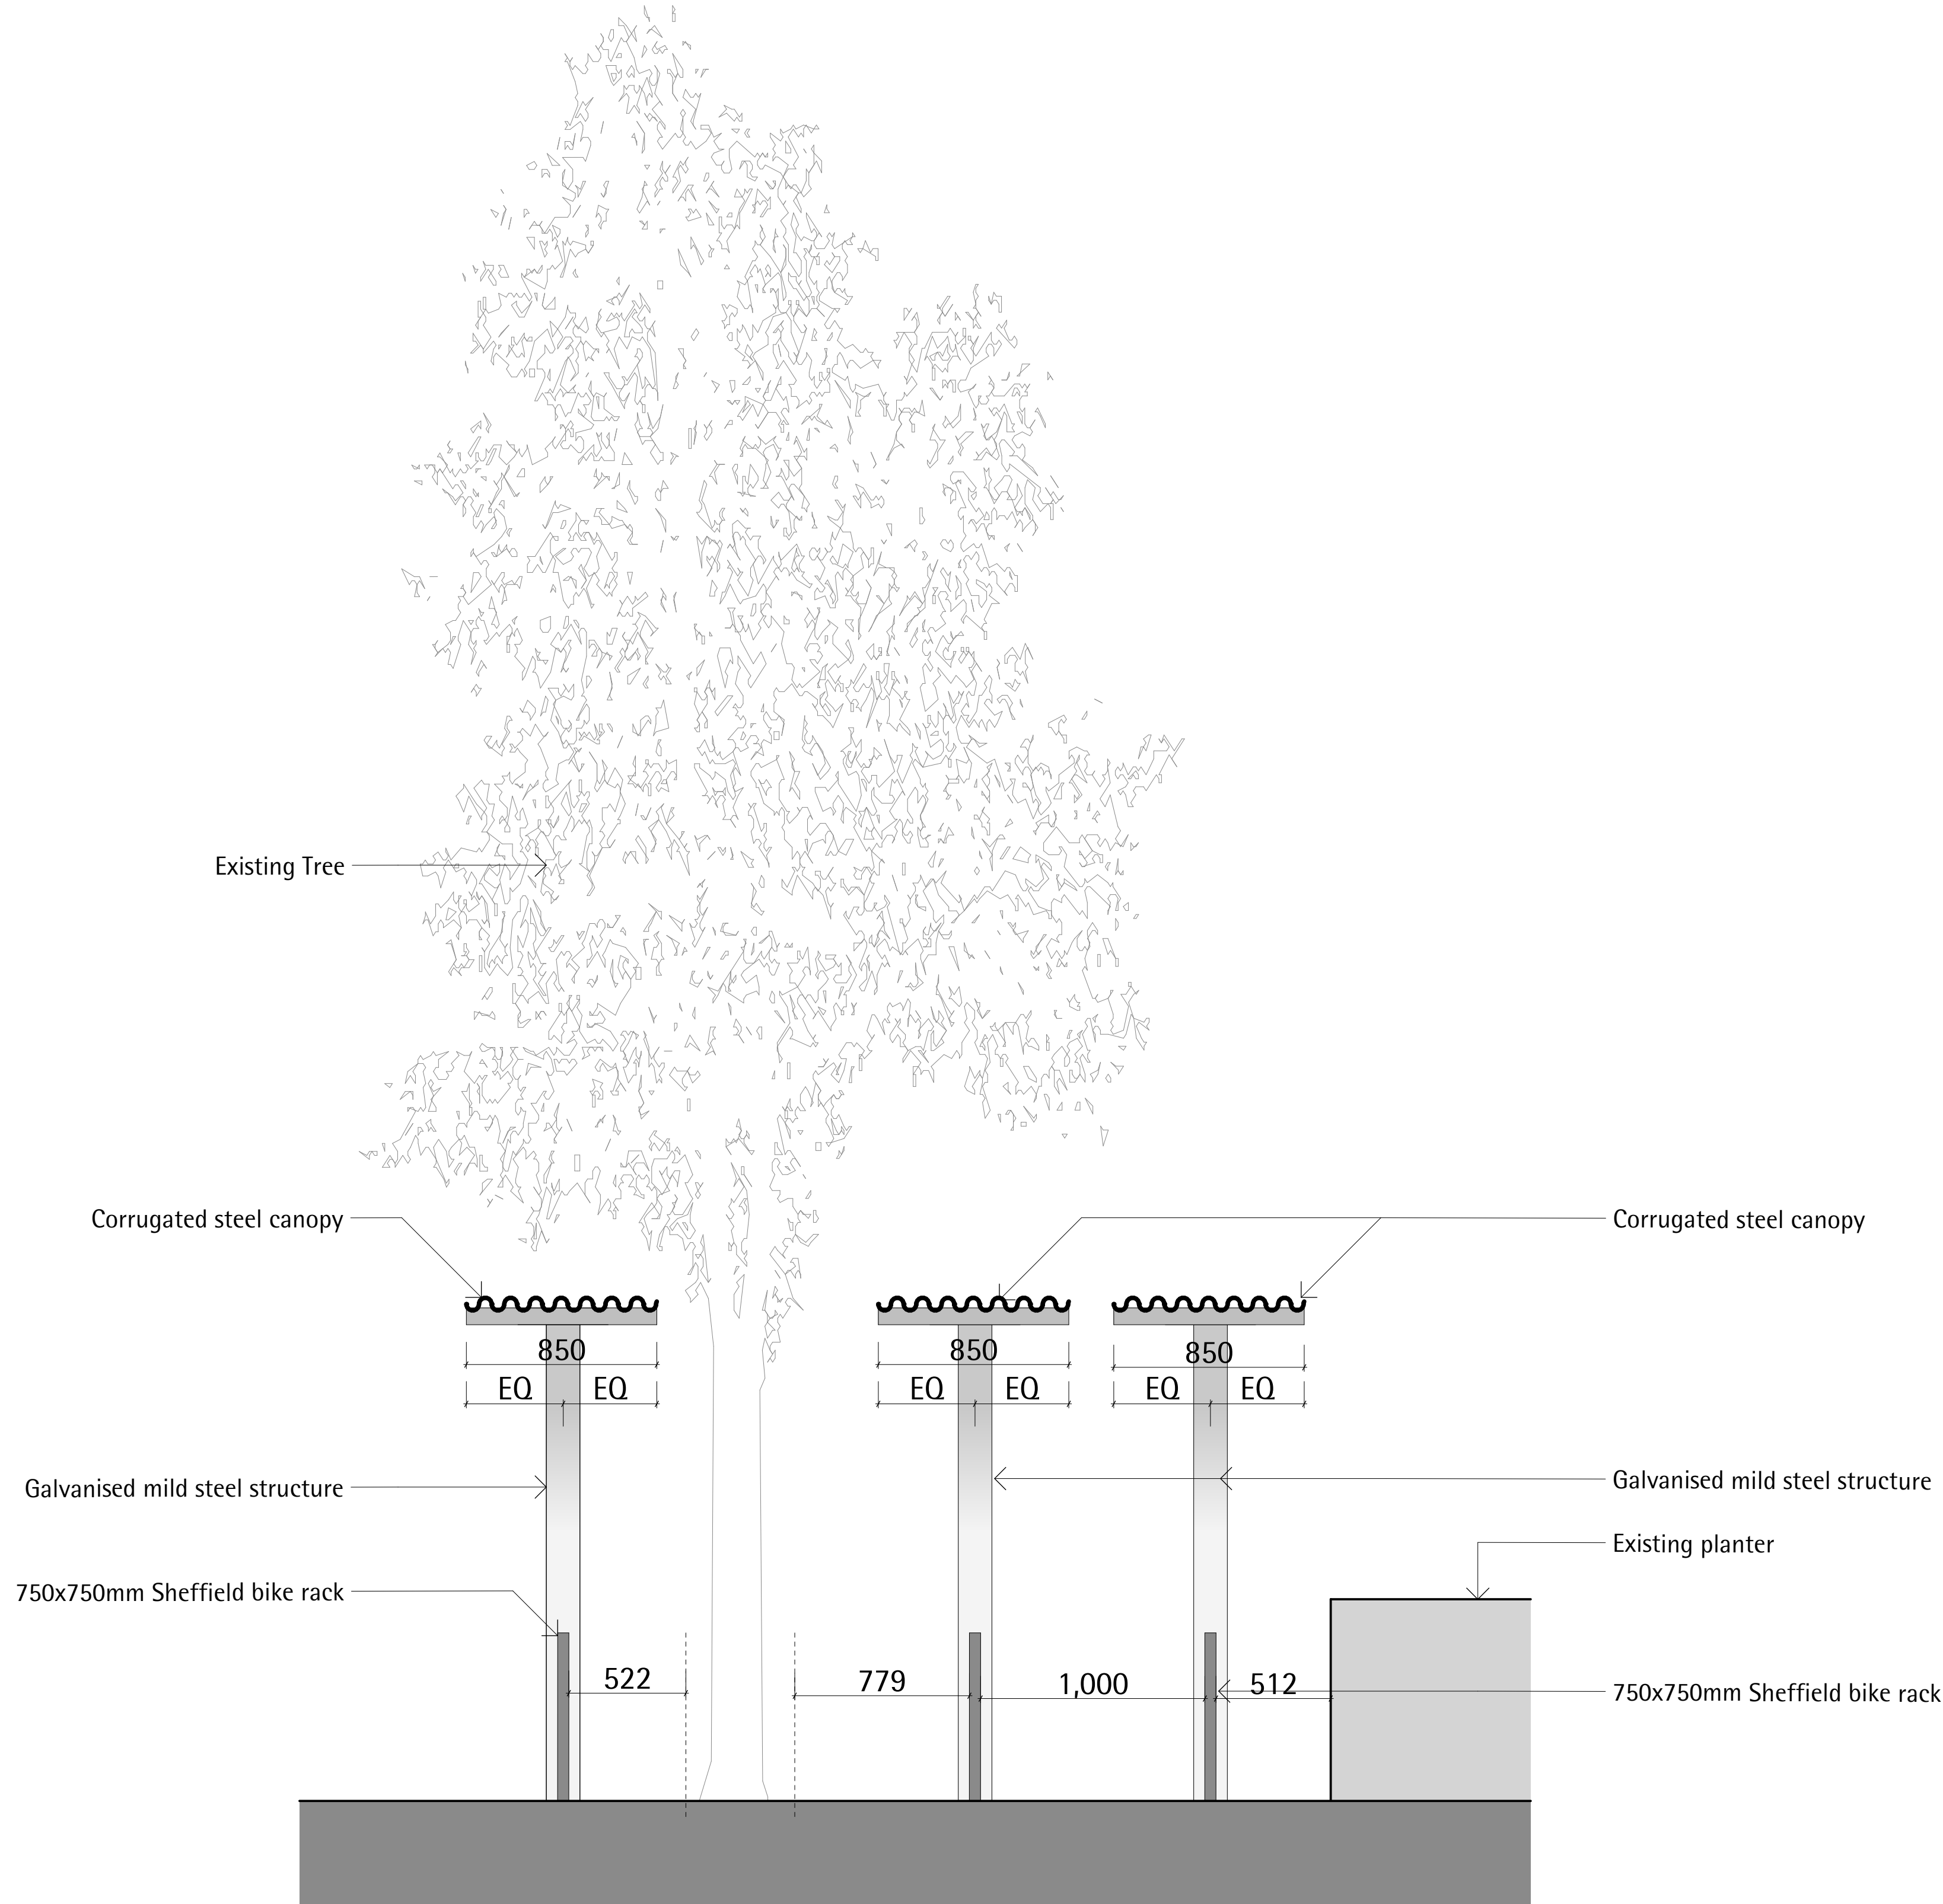 Existing Tree
Corrugated steel canopy
Corrugated steel canopy
850
850
850
EQ
EQ
EQ
EQ
EQ
EQ
Galvanised mild steel structure
Galvanised mild steel structure
Existing planter
750x750mm Sheffield bike rack
522
779
1,000
512
750x750mm Sheffield bike rack